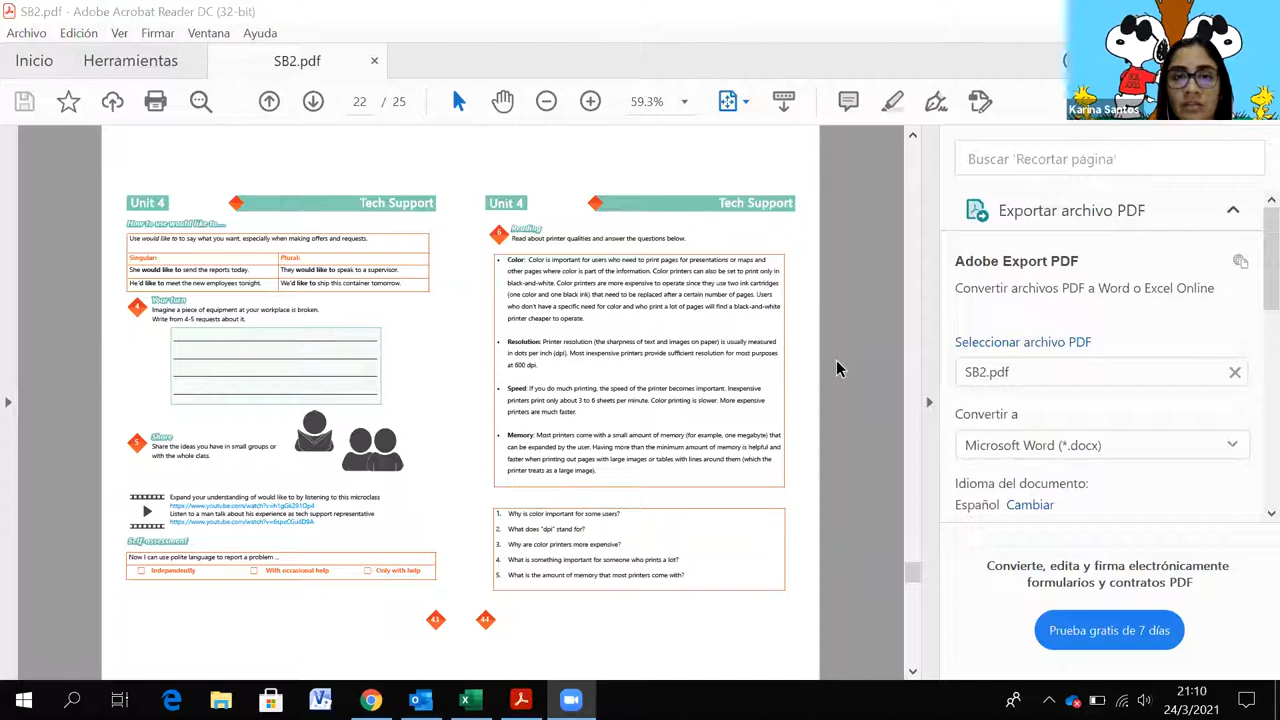 SB2.pdf - Adobe Acrobat Reader DC (32-bit)
Archivo Edición Ver Firmar Ventana Ayuda
Inicio Herramientas SB2.pdf ×
22 / 25 59.3%
Karina Santos
Unit 4 Tech Support
How to use would like to....
Use would like to to say what you want, especially when making offers and requests.
Singular: Plural:
She would like to send the reports today. They would like to speak to a supervisor.
He'd like to meet the new employees tonight. We'd like to ship this container tomorrow.
4 Your turn
Imagine a piece of equipment at your workplace is broken.
Write from 4-5 requests about it.
5 Share
Share the ideas you have in small groups or
with the whole class.
Expand your understanding of would like to by listening to this microclass
https://www.youtube.com/watch?v=h1gGk291Op4
Listen to a man talk about his experience as tech support representative
https://www.youtube.com/watch?v=6spxCGu4D9A
Self-assessment
Now I can use polite language to report a problem ...
Independently With occasional help Only with help
43
Unit 4 Tech Support
6 Reading
Read about printer qualities and answer the questions below.
• Color: Color is important for users who need to print pages for presentations or maps and
other pages where color is part of the information. Color printers can also be set to print only in
black-and-white. Color printers are more expensive to operate since they use two ink cartridges
(one color and one black ink) that need to be replaced after a certain number of pages. Users
who don't have a specific need for color and who print a lot of pages will find a black-and-white
printer cheaper to operate.
• Resolution: Printer resolution (the sharpness of text and images on paper) is usually measured
in dots per inch (dpi). Most inexpensive printers provide sufficient resolution for most purposes
at 600 dpi.
• Speed: If you do much printing, the speed of the printer becomes important. Inexpensive
printers print only about 3 to 6 sheets per minute. Color printing is slower. More expensive
printers are much faster.
• Memory: Most printers come with a small amount of memory (for example, one megabyte) that
can be expanded by the user. Having more than the minimum amount of memory is helpful and
faster when printing out pages with large images or tables with lines around them (which the
printer treats as a large image).
1. Why is color important for some users?
2. What does "dpi" stand for?
3. Why are color printers more expensive?
4. What is something important for someone who prints a lot?
5. What is the amount of memory that most printers come with?
44
Buscar 'Recortar página'
Exportar archivo PDF
Adobe Export PDF
Convertir archivos PDF a Word o Excel Online
Seleccionar archivo PDF
SB2.pdf
Convertir a
Microsoft Word (*.docx)
Idioma del documento:
Español Cambiar
Convierte, edita y firma electrónicamente
formularios y contratos PDF
Prueba gratis de 7 días
21:10
24/3/2021